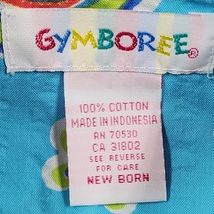 GYMBOREE®
100% COTTON
MADE IN INDONESIA
RN 70530
CA 31802
SEE REVERSE
FOR CARE
NEW BORN